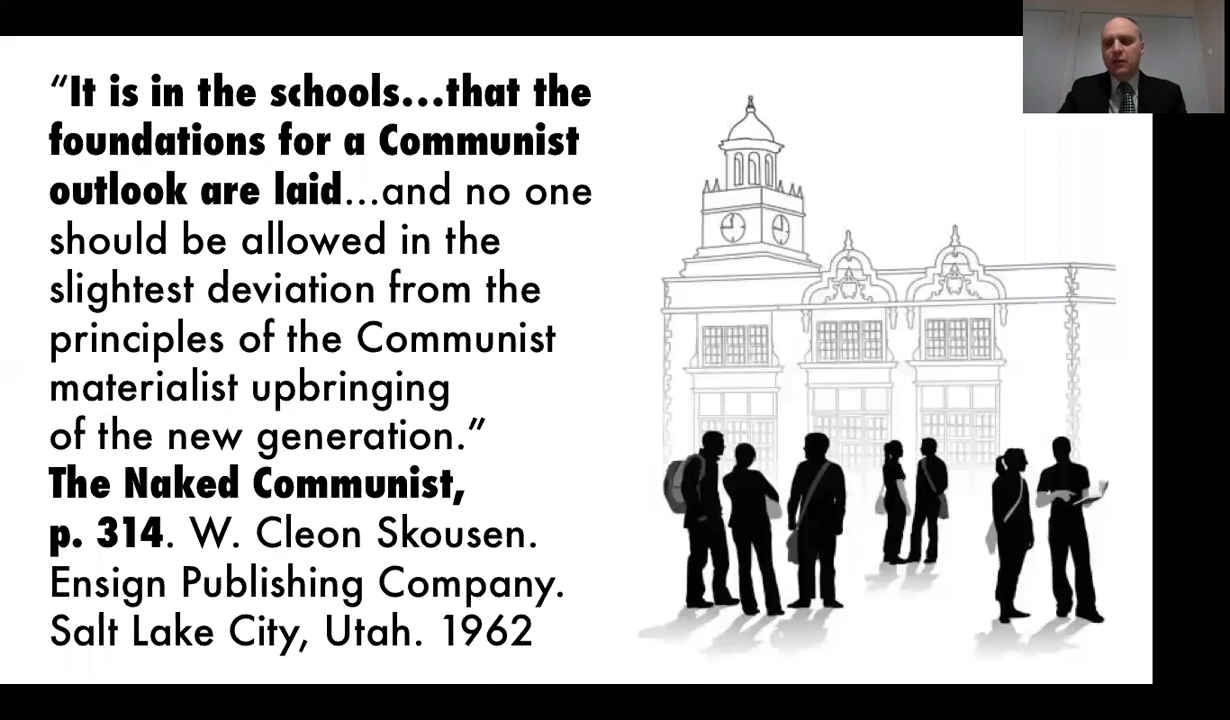 “It is in the schools...that the
foundations for a Communist
outlook are laid...and no one
should be allowed in the
slightest deviation from the
principles of the Communist
materialist upbringing
of the new generation.”
The Naked Communist,
p. 314. W. Cleon Skousen.
Ensign Publishing Company.
Salt Lake City, Utah. 1962